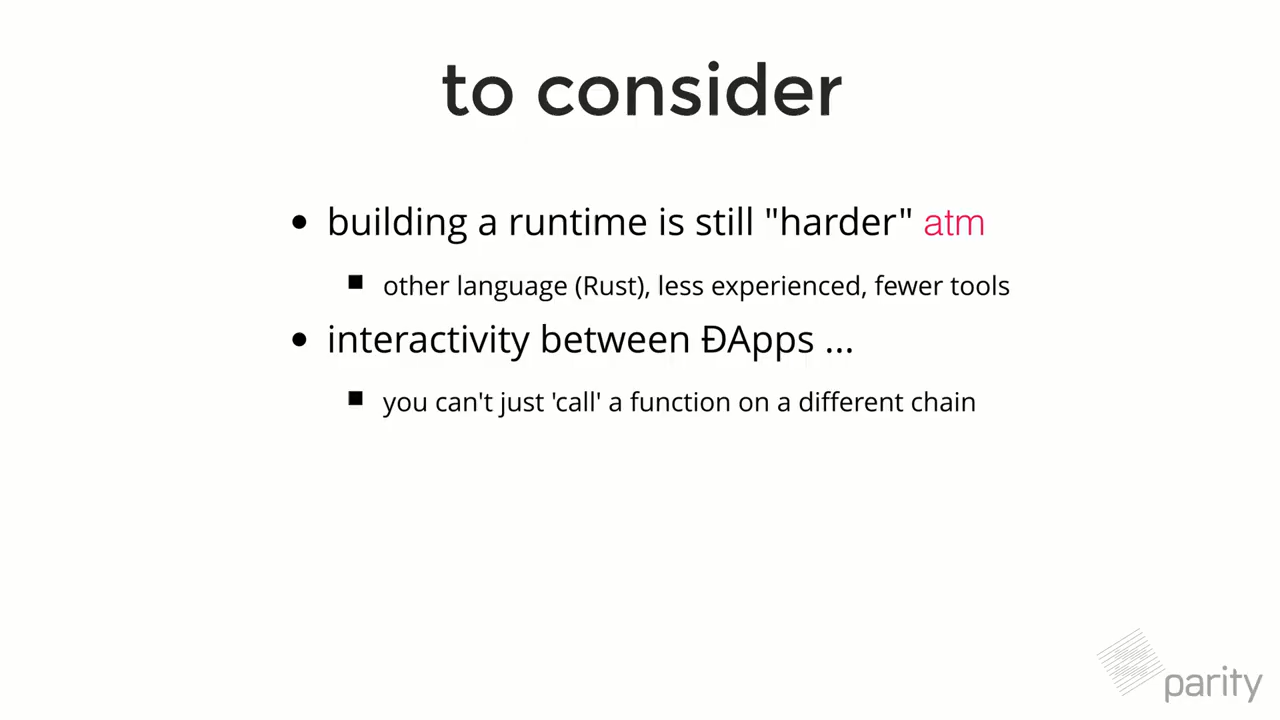 to consider
building a runtime is still "harder" atm
other language (Rust), less experienced, fewer tools
interactivity between ĐApps ...
you can't just 'call' a function on a different chain
parity